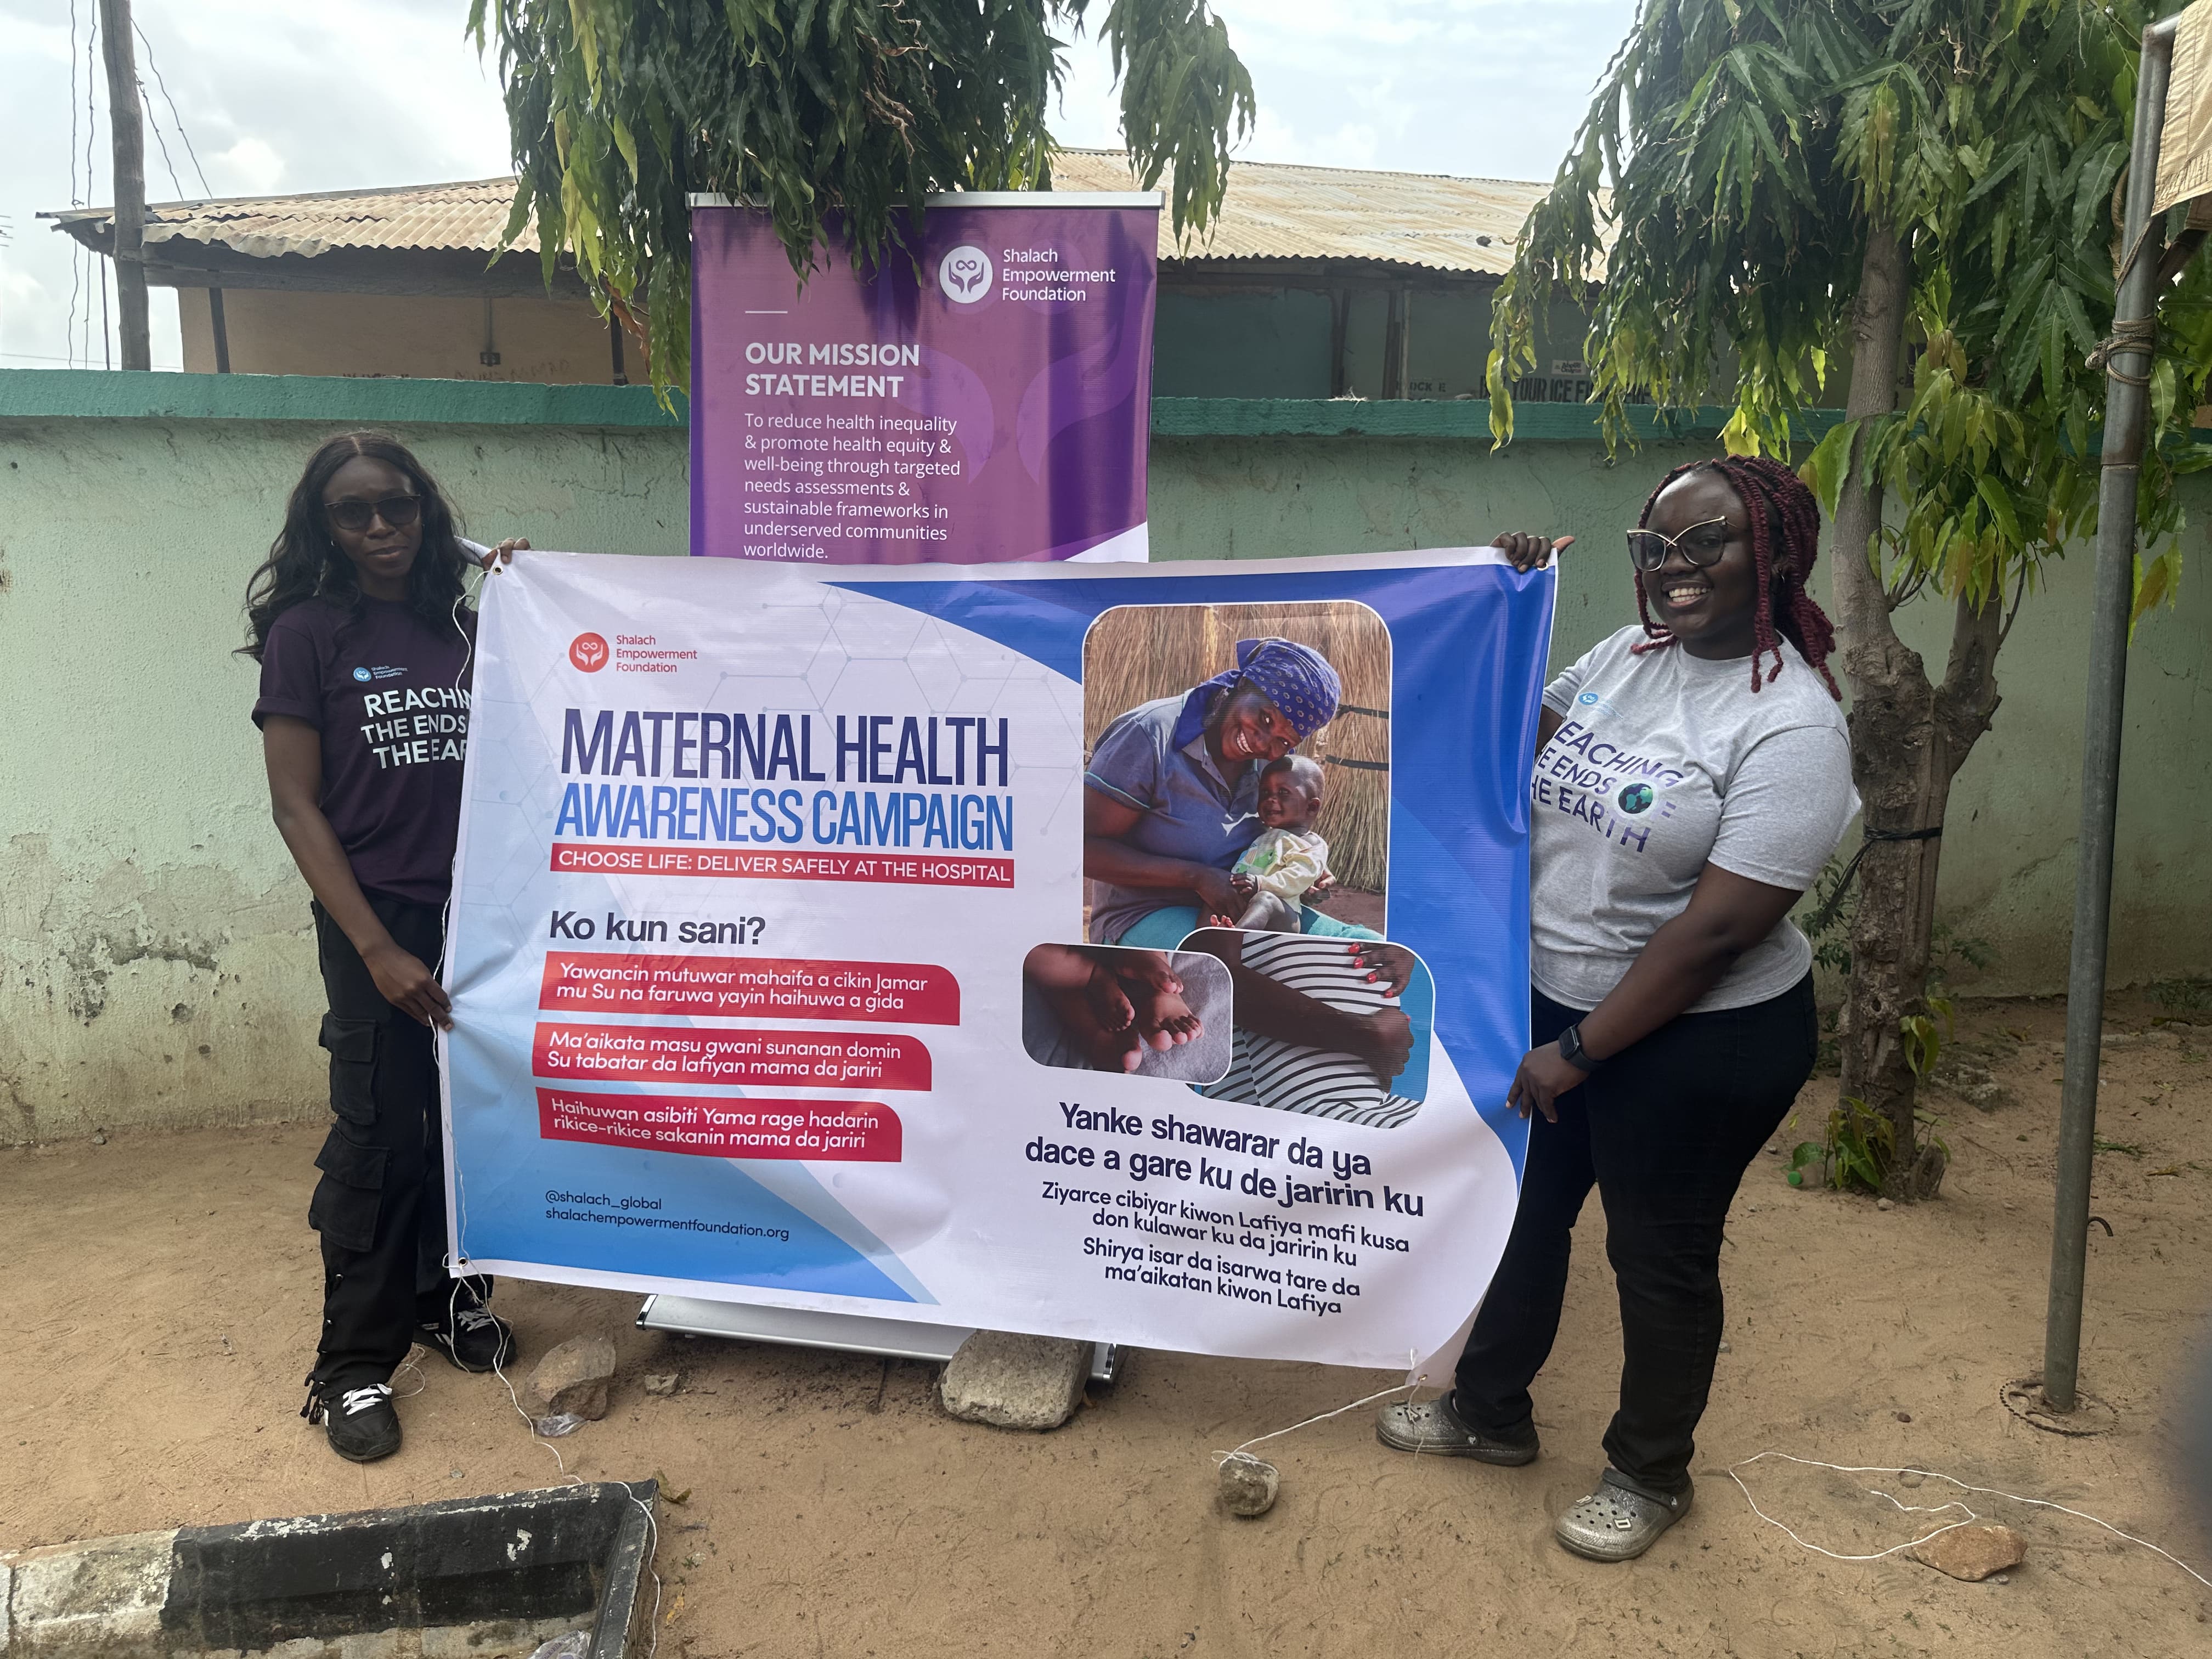 Shalach
Empowerment
Foundation
OUR MISSION
STATEMENT
To reduce health inequality
& promote health equity &
well-being through targeted
needs assessments &
sustainable frameworks in
underserved communities
worldwide.
Shalach
Empowerment
Foundation
MATERNAL HEALTH
AWARENESS CAMPAIGN
CHOOSE LIFE: DELIVER SAFELY AT THE HOSPITAL
Ko kun sani?
Yawancin mutuwar mahaifa a cikin Jamar
mu Su na faruwa yayin haihuwa a gida
Ma'aikata masu gwani sunanan domin
Su tabatar da lafiyan mama da jariri
Haihuwan asibiti Yama rage hadarin
rikice-rikice sakanin mama da jariri
@shalach_global
shalachempowermentfoundation.org
Yanke shawarar da ya
dace a gare ku de jaririn ku
Ziyarce cibiyar kiwon Lafiya mafi kusa
don kulawar ku da jaririn ku
Shirya isar da isarwa tare da
ma'aikatan kiwon Lafiya
Shalach
Empowerment
Foundation
REACHIN
THE ENDS
THE EAR
EACHING
E ENDS OF
HE EARTH
YOUR ICE